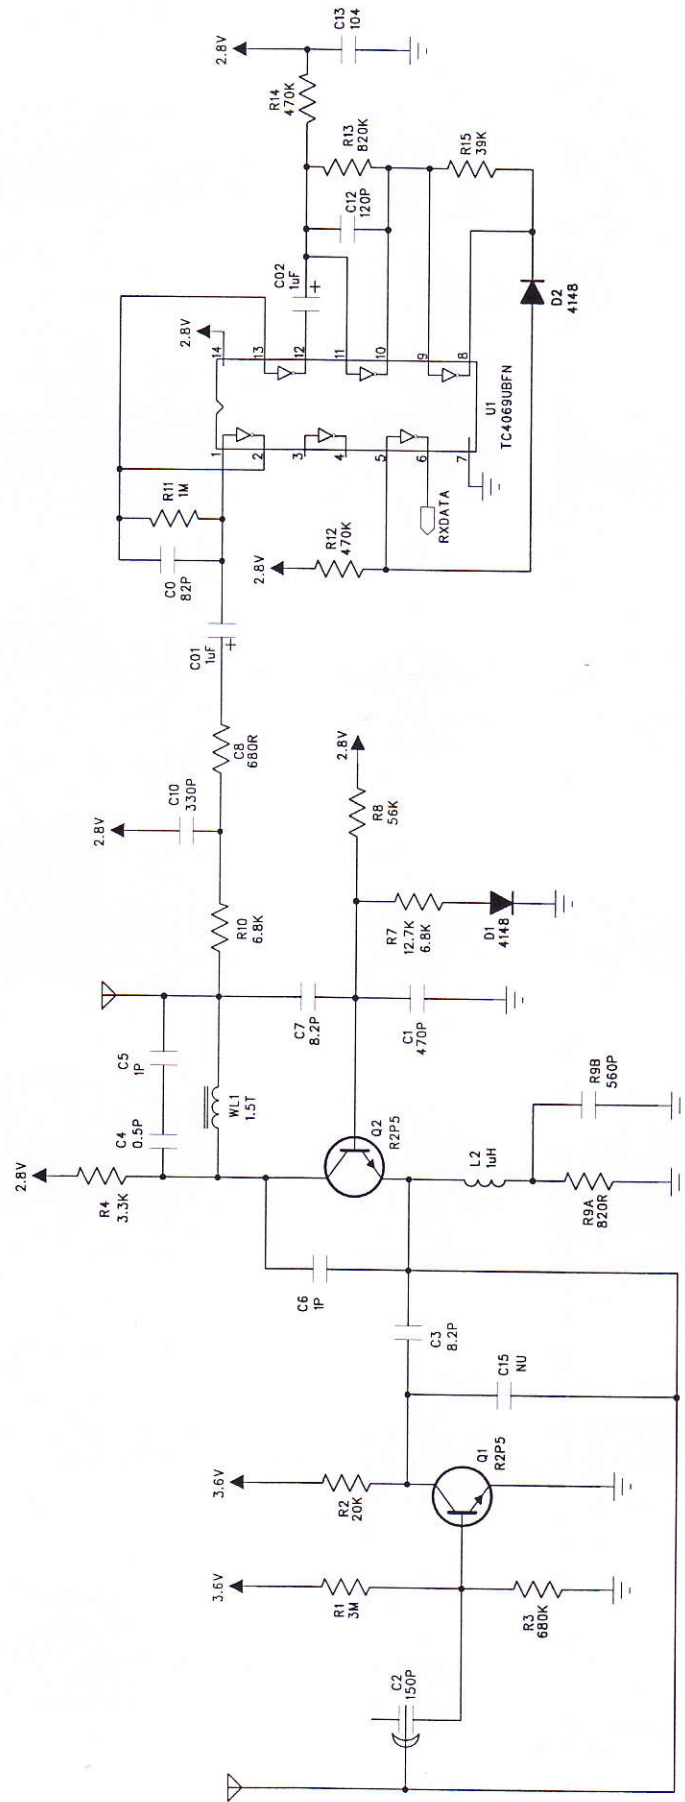 2.8V
C13
104
R14
470K
R13
820K
C12
120P
R15
39K
C02
1uF
+
D2
4148
2.8V
14
13
12
11
10
9
8
1
2
3
4
5
6
7
U1
TC4069UBFN
RXDATA
R11
1M
C0
82P
R12
470K
2.8V
C01
1uF
+
C8
680R
C10
330P
2.8V
R10
6.8K
2.8V
R8
56K
R7
12.7K
6.8K
D1
4148
C7
8.2P
C1
470P
C5
1P
C4
0.5P
WL1
1.5T
2.8V
R4
3.3K
Q2
R2P5
L2
1uH
R9B
560P
R9A
820R
C6
1P
C3
8.2P
C15
NU
3.6V
R2
20K
Q1
R2P5
3.6V
R1
3M
R3
680K
C2
150P